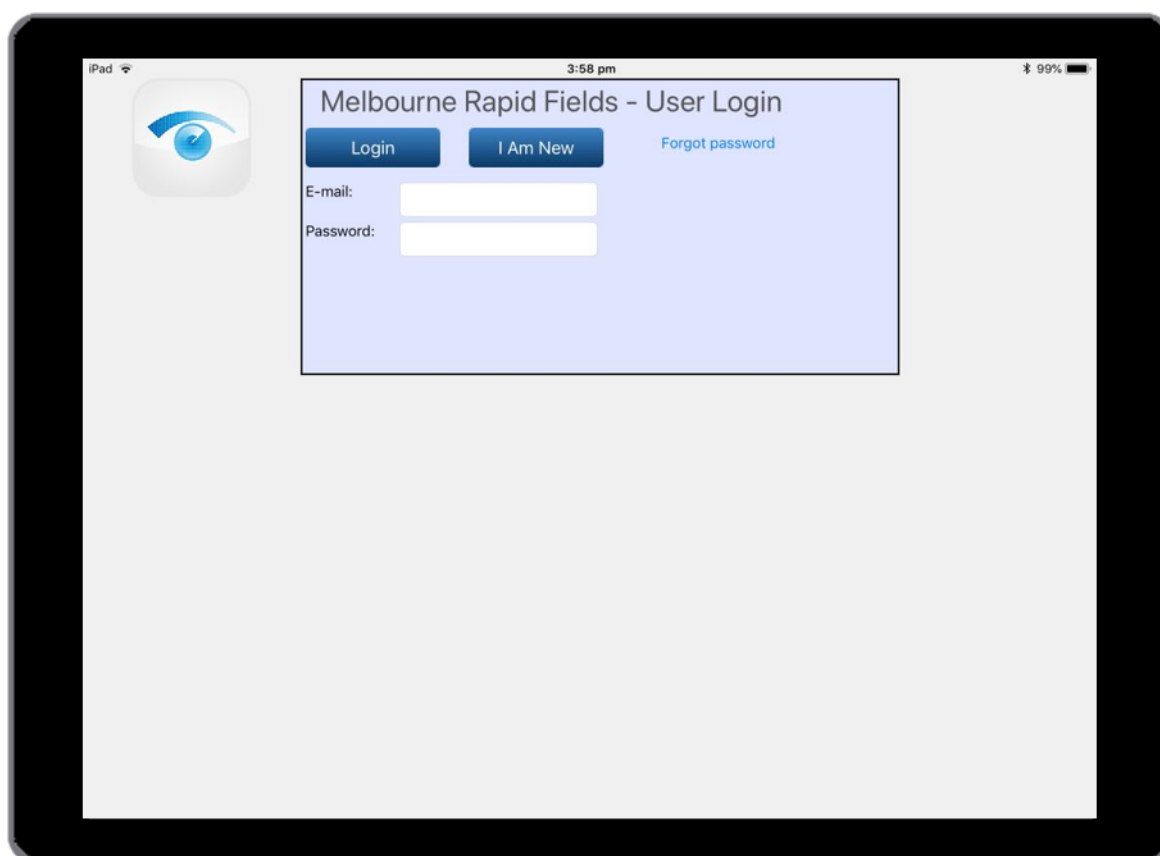 iPad 3:58 pm 99%
Melbourne Rapid Fields - User Login
Login I Am New Forgot password
E-mail:
Password: